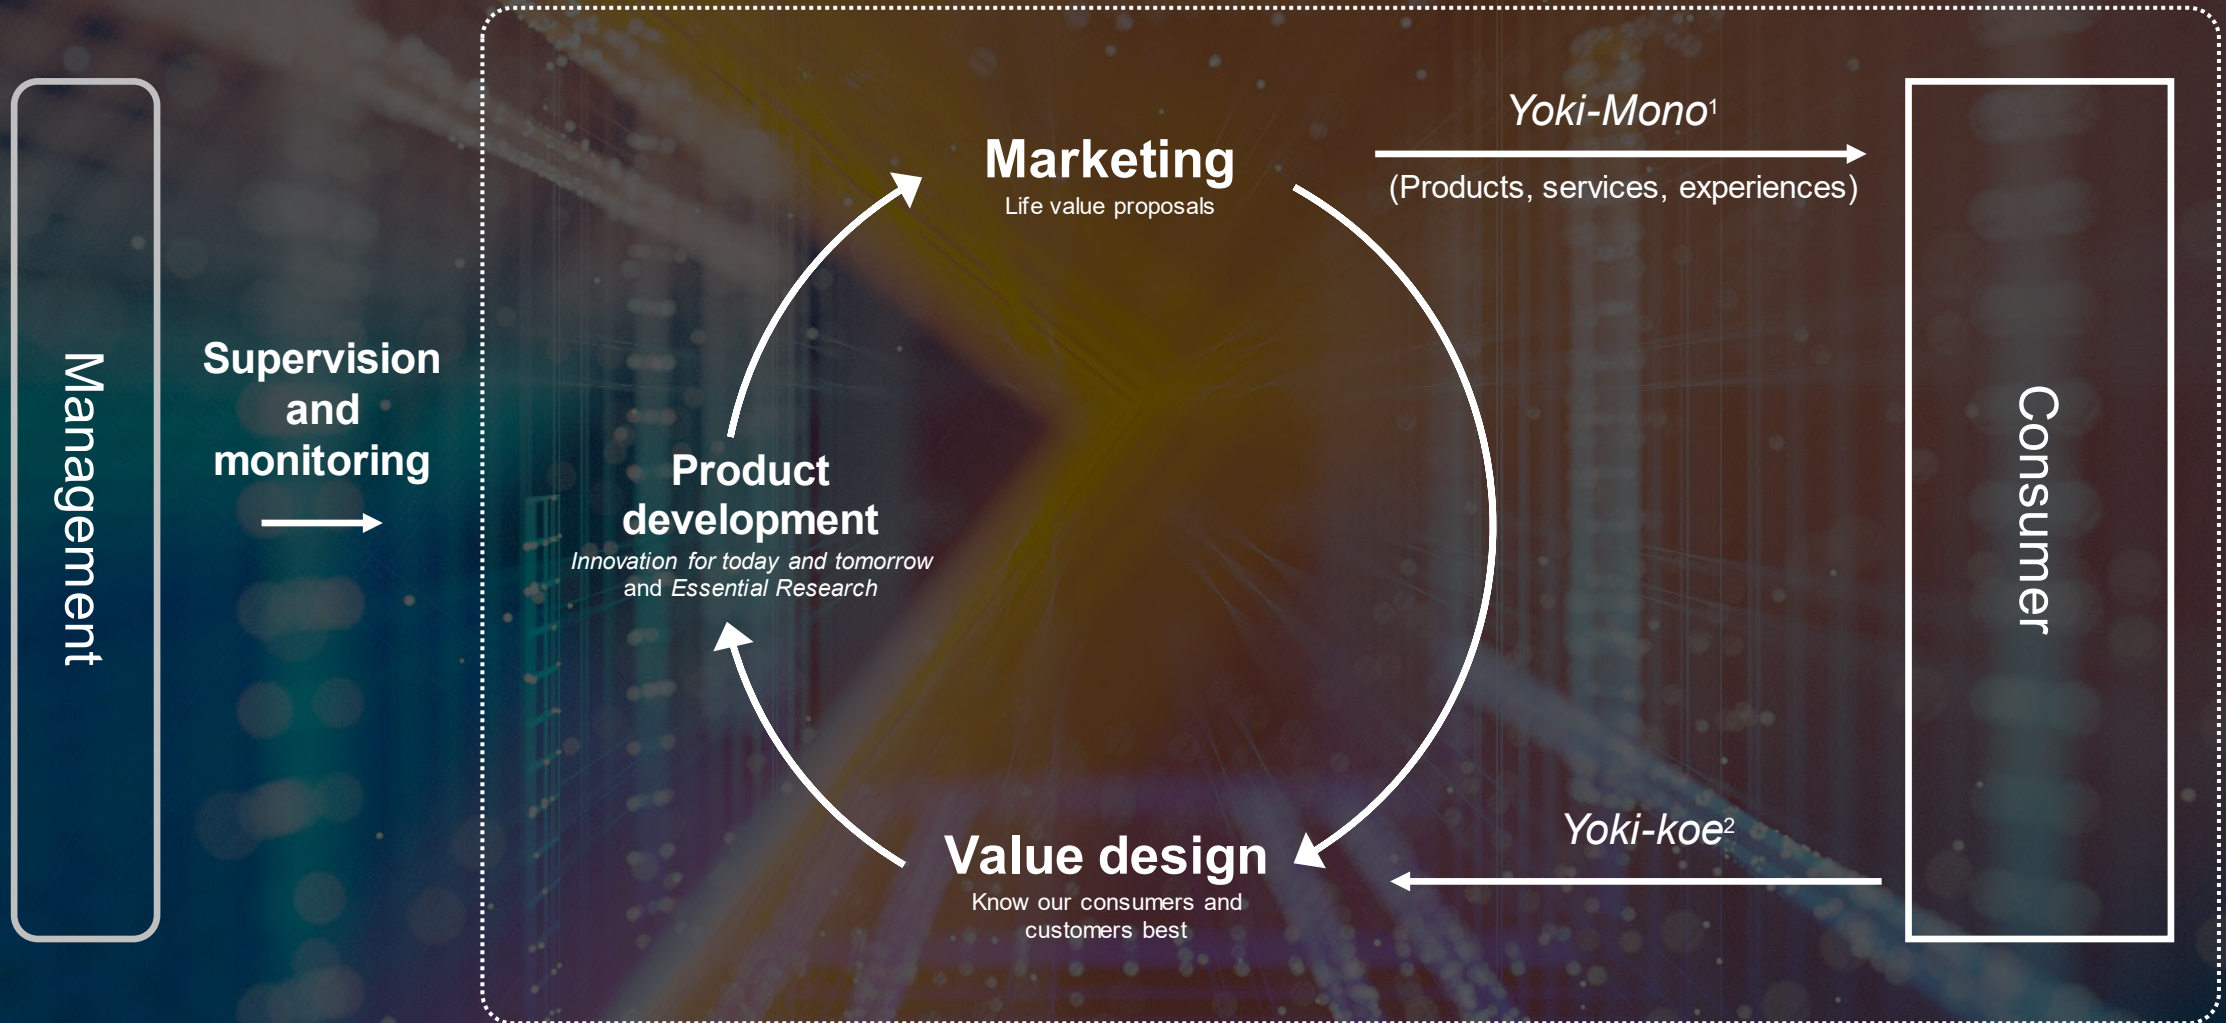 Management
Supervision
and
monitoring
Marketing
Life value proposals
Product
development
Innovation for today and tomorrow
and Essential Research
Value design
Know our consumers and
customers best
Yoki-Mono¹
(Products, services, experiences)
Yoki-koe²
Consumer